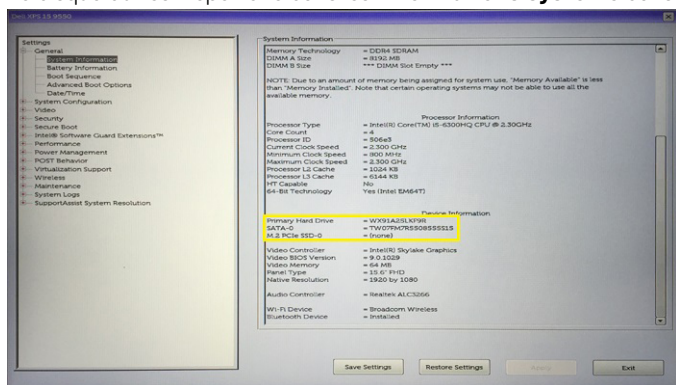 Dell XPS 15 9550
Settings
General
System Information
Battery Information
Boot Sequence
Advanced Boot Options
Date/Time
System Configuration
Video
Security
Secure Boot
Intel® Software Guard Extensions™
Performance
Power Management
POST Behavior
Virtualization Support
Wireless
Maintenance
System Logs
SupportAssist System Resolution
System Information
Memory Technology = DDR4 SDRAM
DIMM A Size = 8192 MB
DIMM B Size *** DIMM Slot Empty ***
NOTE: Due to an amount of memory being assigned for system use, "Memory Available" is less
than "Memory Installed". Note that certain operating systems may not be able to use all the
available memory.
Processor Information
Processor Type = Intel(R) Core(TM) i5-6300HQ CPU @ 2.30GHz
Core Count = 4
Processor ID = 506e3
Current Clock Speed = 2.300 GHz
Minimum Clock Speed = 800 MHz
Maximum Clock Speed = 2.300 GHz
Processor L2 Cache = 1024 KB
Processor L3 Cache = 6144 KB
HT Capable No
64-Bit Technology Yes (Intel EM64T)
Device Information
Primary Hard Drive
SATA-0
M.2 PCIe SSD-0 = (none)
Video Controller = Intel(R) Skylake Graphics
Video BIOS Version = 9.0.1029
Video Memory = 64 MB
Panel Type = 15.6" FHD
Native Resolution = 1920 by 1080
Audio Controller = Realtek ALC3266
Wi-Fi Device = Broadcom Wireless
Bluetooth Device = Installed
Save Settings
Restore Settings
Apply
Exit